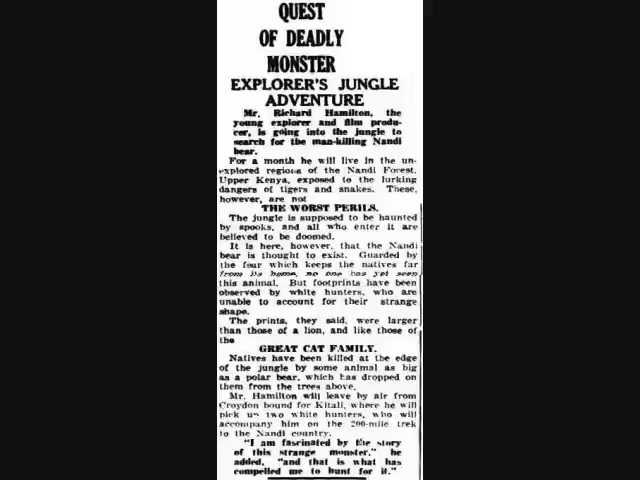 QUEST
OF DEADLY
MONSTER
EXPLORER'S JUNGLE
ADVENTURE
Mr. Richard Hamilton, the
young explorer and film produ-
cer, is going into the jungle to
search for the man-killing Nandi
bear.
For a month he will live in the un-
explored regions of the Nandi Forest,
Upper Kenya, exposed to the lurking
dangers of tigers and snakes. These,
however, are not
THE WORST PERILS.
The jungle is supposed to be haunted
by spooks, and all who enter it are
believed to be doomed.
It is here, however, that the Nandi
bear is thought to exist. Guarded by
the fear which keeps the natives far
from its home, no one has yet seen
this animal. But footprints have been
observed by white hunters, who are
unable to account for their strange
shape.
The prints, they said, were larger
than those of a lion, and like those of
the
GREAT CAT FAMILY.
Natives have been killed at the edge
of the jungle by some animal as big
as a polar bear, which has dropped on
them from the trees above.
Mr. Hamilton will leave by air from
Croydon bound for Kitali, where he will
pick up two white hunters, who will
accompany him on the 200-mile trek
to the Nandi country.
"I am fascinated by the story
of this strange monster," he
added, "and that is what has
compelled me to hunt for it."